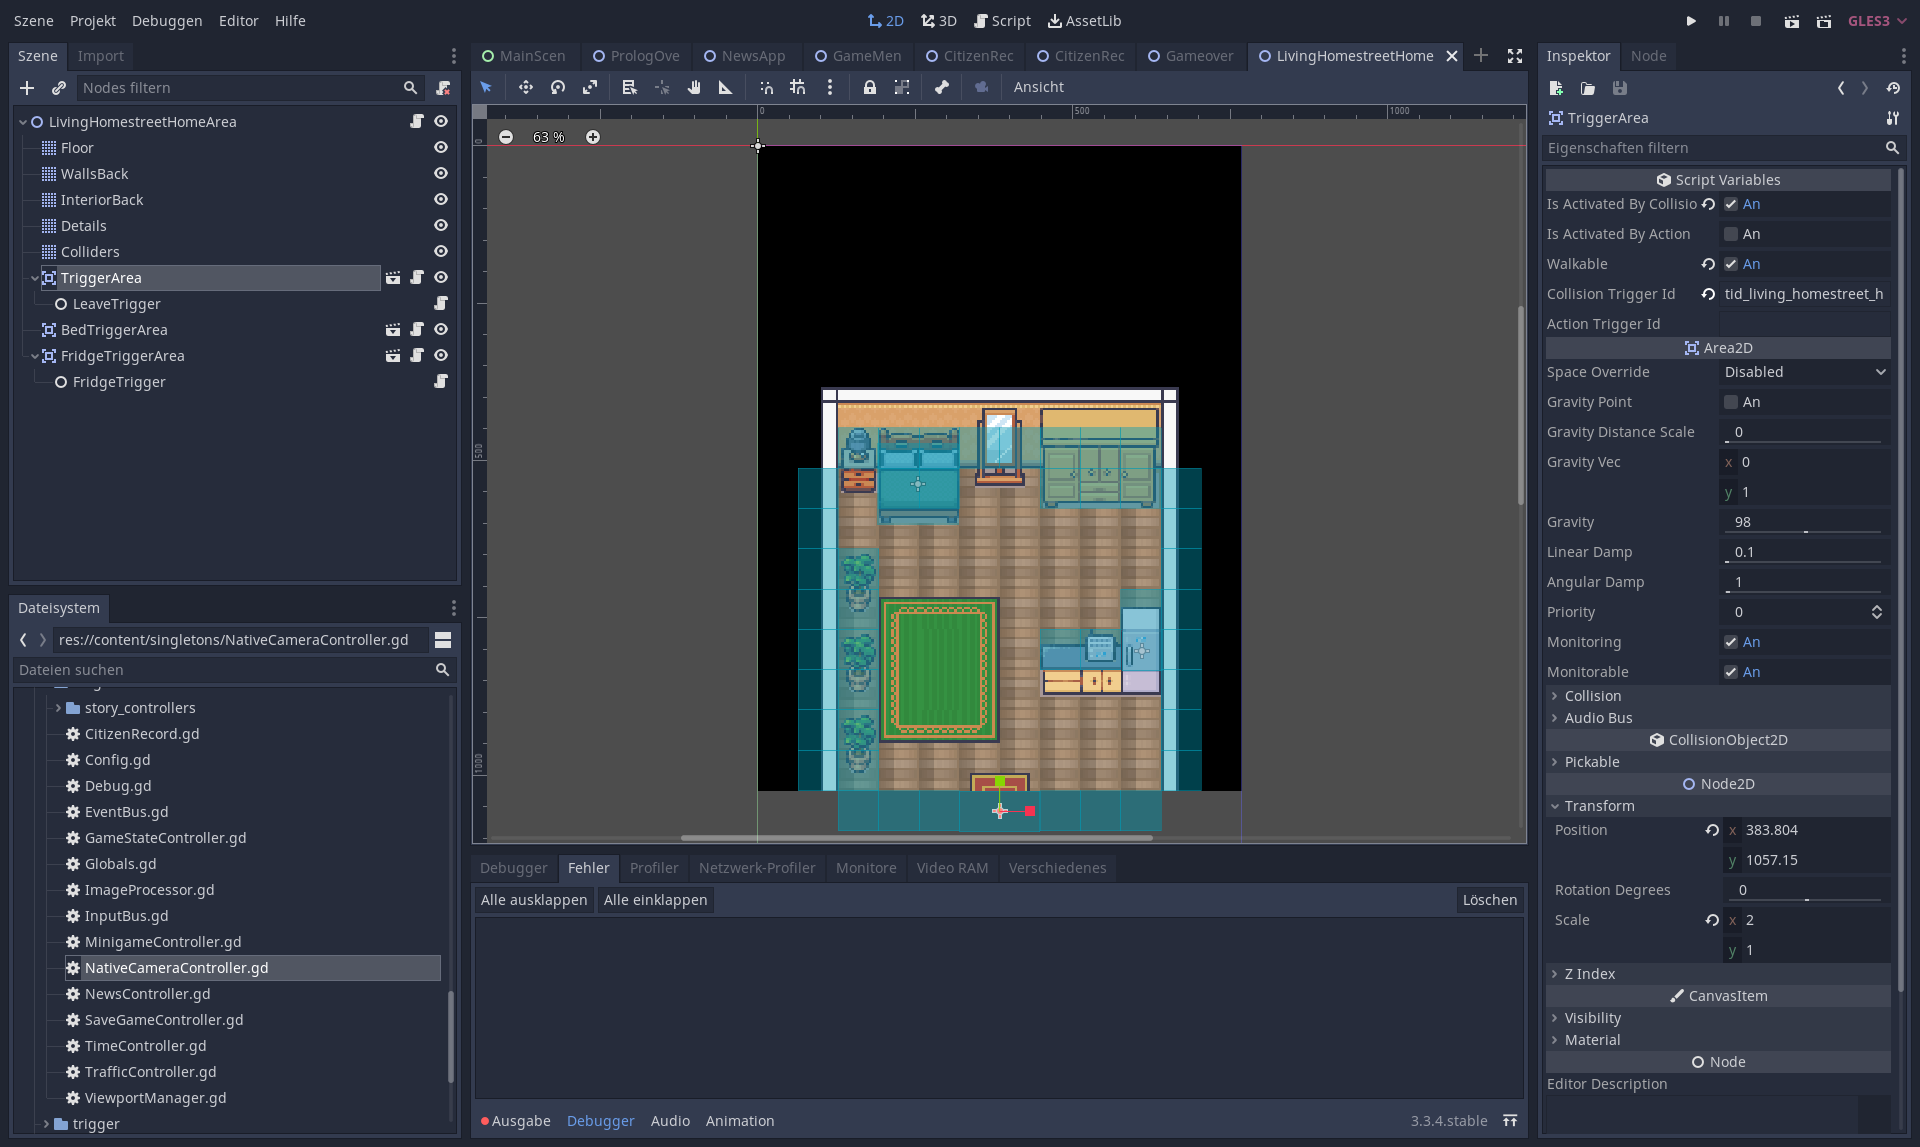 Szene Projekt Debuggen Editor Hilfe
2D 3D Script AssetLib
GLES3
Szene Import
Nodes filtern
LivingHomestreetHomeArea
Floor
WallsBack
InteriorBack
Details
Colliders
TriggerArea
LeaveTrigger
BedTriggerArea
FridgeTriggerArea
FridgeTrigger
Dateisystem
res://content/singletons/NativeCameraController.gd
Dateien suchen
story_controllers
CitizenRecord.gd
Config.gd
Debug.gd
EventBus.gd
GameStateController.gd
Globals.gd
ImageProcessor.gd
InputBus.gd
MinigameController.gd
NativeCameraController.gd
NewsController.gd
SaveGameController.gd
TimeController.gd
TrafficController.gd
ViewportManager.gd
trigger
MainScen PrologOve NewsApp GameMen CitizenRec CitizenRec Gameover LivingHomestreetHome
Ansicht
0 500 1000
63 %
0
500
1000
Debugger Fehler Profiler Netzwerk-Profiler Monitore Video RAM Verschiedenes
Alle ausklappen Alle einklappen Löschen
Ausgabe Debugger Audio Animation 3.3.4.stable
Inspektor Node
TriggerArea
Eigenschaften filtern
Script Variables
Is Activated By Collisio An
Is Activated By Action An
Walkable An
Collision Trigger Id tid_living_homestreet_h
Action Trigger Id
Area2D
Space Override Disabled
Gravity Point An
Gravity Distance Scale 0
Gravity Vec x 0
y 1
Gravity 98
Linear Damp 0.1
Angular Damp 1
Priority 0
Monitoring An
Monitorable An
Collision
Audio Bus
CollisionObject2D
Pickable
Node2D
Transform
Position x 383.804
y 1057.15
Rotation Degrees 0
Scale x 2
y 1
Z Index
CanvasItem
Visibility
Material
Node
Editor Description